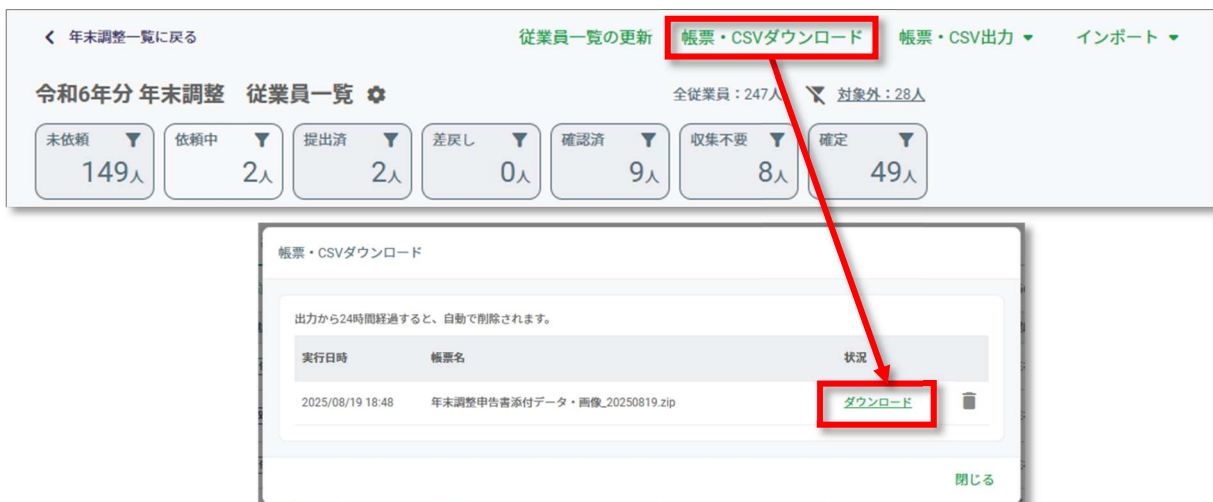 年末調整一覧に戻る
従業員一覧の更新 帳票・CSVダウンロード 帳票・CSV出力 インポート
令和6年分 年末調整 従業員一覧
全従業員：247人 対象外：28人
未依頼 依頼中 提出済 差戻し 確認済 収集不要 確定
149人 2人 2人 0人 9人 8人 49人
帳票・CSVダウンロード
出力から24時間経過すると、自動で削除されます。
実行日時 帳票名 状況
2025/08/19 18:48 年末調整申告書添付データ・画像_20250819.zip ダウンロード
閉じる